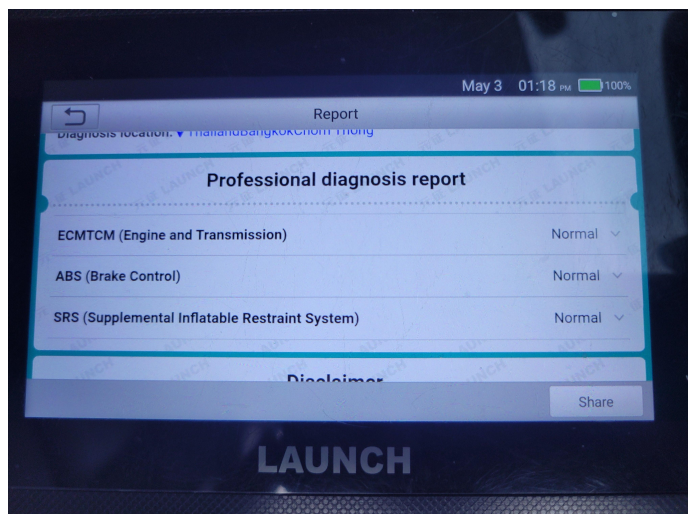 May 3 01:18 PM 100%
Report
Diagnosis location: ThailandBangkokChom Thong
Professional diagnosis report
ECMTCM (Engine and Transmission) Normal
ABS (Brake Control) Normal
SRS (Supplemental Inflatable Restraint System) Normal
Disclaimer
Share
LAUNCH